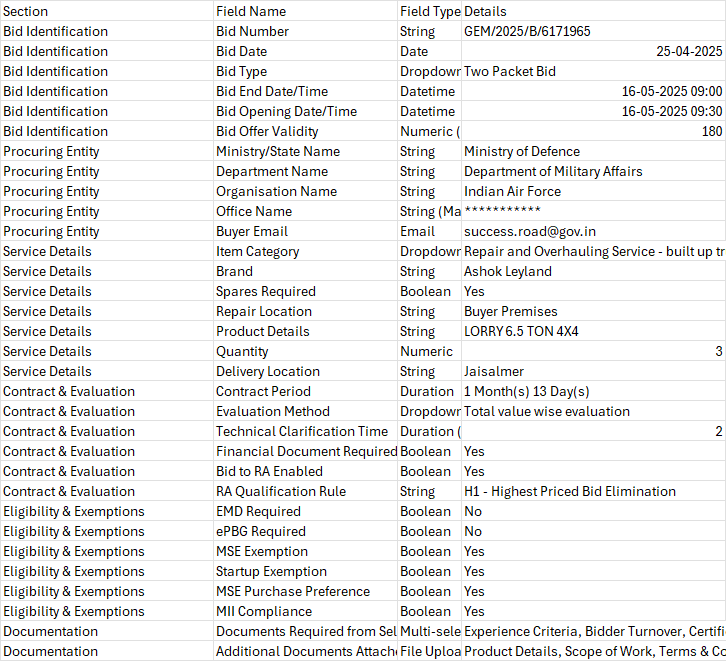 Section Field Name Field Type Details
Bid Identification Bid Number String GEM/2025/B/6171965
Bid Identification Bid Date Date 25-04-2025
Bid Identification Bid Type Dropdown Two Packet Bid
Bid Identification Bid End Date/Time Datetime 16-05-2025 09:00
Bid Identification Bid Opening Date/Time Datetime 16-05-2025 09:30
Bid Identification Bid Offer Validity Numeric ( 180
Procuring Entity Ministry/State Name String Ministry of Defence
Procuring Entity Department Name String Department of Military Affairs
Procuring Entity Organisation Name String Indian Air Force
Procuring Entity Office Name String (Ma ***********
Procuring Entity Buyer Email Email success.road@gov.in
Service Details Item Category Dropdown Repair and Overhauling Service - built up tr
Service Details Brand String Ashok Leyland
Service Details Spares Required Boolean Yes
Service Details Repair Location String Buyer Premises
Service Details Product Details String LORRY 6.5 TON 4X4
Service Details Quantity Numeric 3
Service Details Delivery Location String Jaisalmer
Contract & Evaluation Contract Period Duration 1 Month(s) 13 Day(s)
Contract & Evaluation Evaluation Method Dropdown Total value wise evaluation
Contract & Evaluation Technical Clarification Time Duration ( 2
Contract & Evaluation Financial Document Required Boolean Yes
Contract & Evaluation Bid to RA Enabled Boolean Yes
Contract & Evaluation RA Qualification Rule String H1 - Highest Priced Bid Elimination
Eligibility & Exemptions EMD Required Boolean No
Eligibility & Exemptions ePBG Required Boolean No
Eligibility & Exemptions MSE Exemption Boolean Yes
Eligibility & Exemptions Startup Exemption Boolean Yes
Eligibility & Exemptions MSE Purchase Preference Boolean Yes
Eligibility & Exemptions MII Compliance Boolean Yes
Documentation Documents Required from Sel Multi-sele Experience Criteria, Bidder Turnover, Certifi
Documentation Additional Documents Attach File Uploa Product Details, Scope of Work, Terms & Co